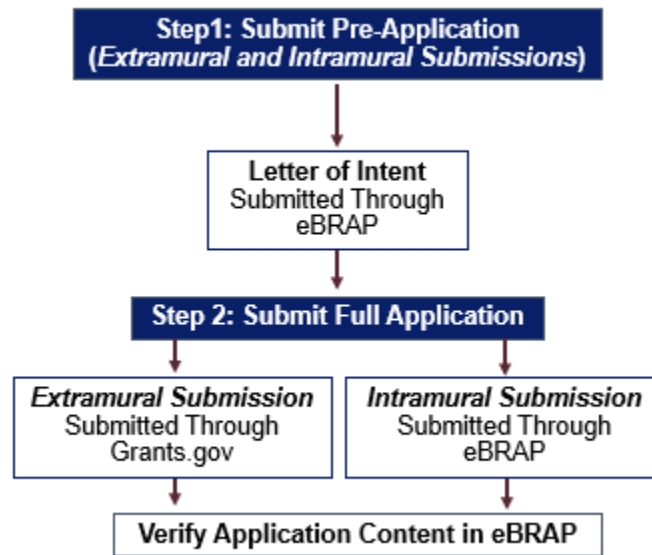 Step1: Submit Pre-Application
(Extramural and Intramural Submissions)
Letter of Intent
Submitted Through
eBRAP
Step 2: Submit Full Application
Extramural Submission
Submitted Through
Grants.gov
Intramural Submission
Submitted Through
eBRAP
Verify Application Content in eBRAP